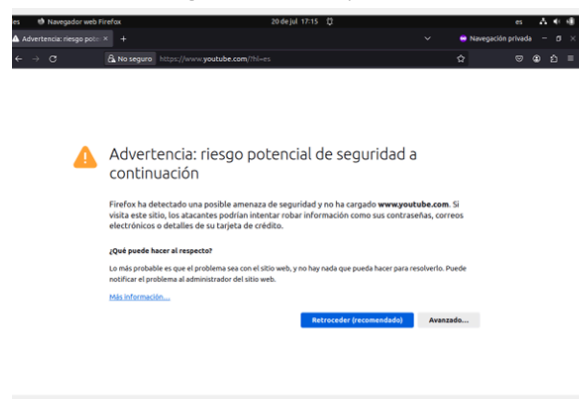 es Navegador web Firefox 20 de jul 17:15 es
Advertencia: riesgo pote × + Navegación privada
No seguro https://www.youtube.com/?hl=es
Advertencia: riesgo potencial de seguridad a
continuación
Firefox ha detectado una posible amenaza de seguridad y no ha cargado www.youtube.com. Si
visita este sitio, los atacantes podrían intentar robar información como sus contraseñas, correos
electrónicos o detalles de su tarjeta de crédito.
¿Qué puede hacer al respecto?
Lo más probable es que el problema sea con el sitio web, y no hay nada que pueda hacer para resolverlo. Puede
notificar el problema al administrador del sitio web.
Más información...
Retroceder (recomendado) Avanzado...